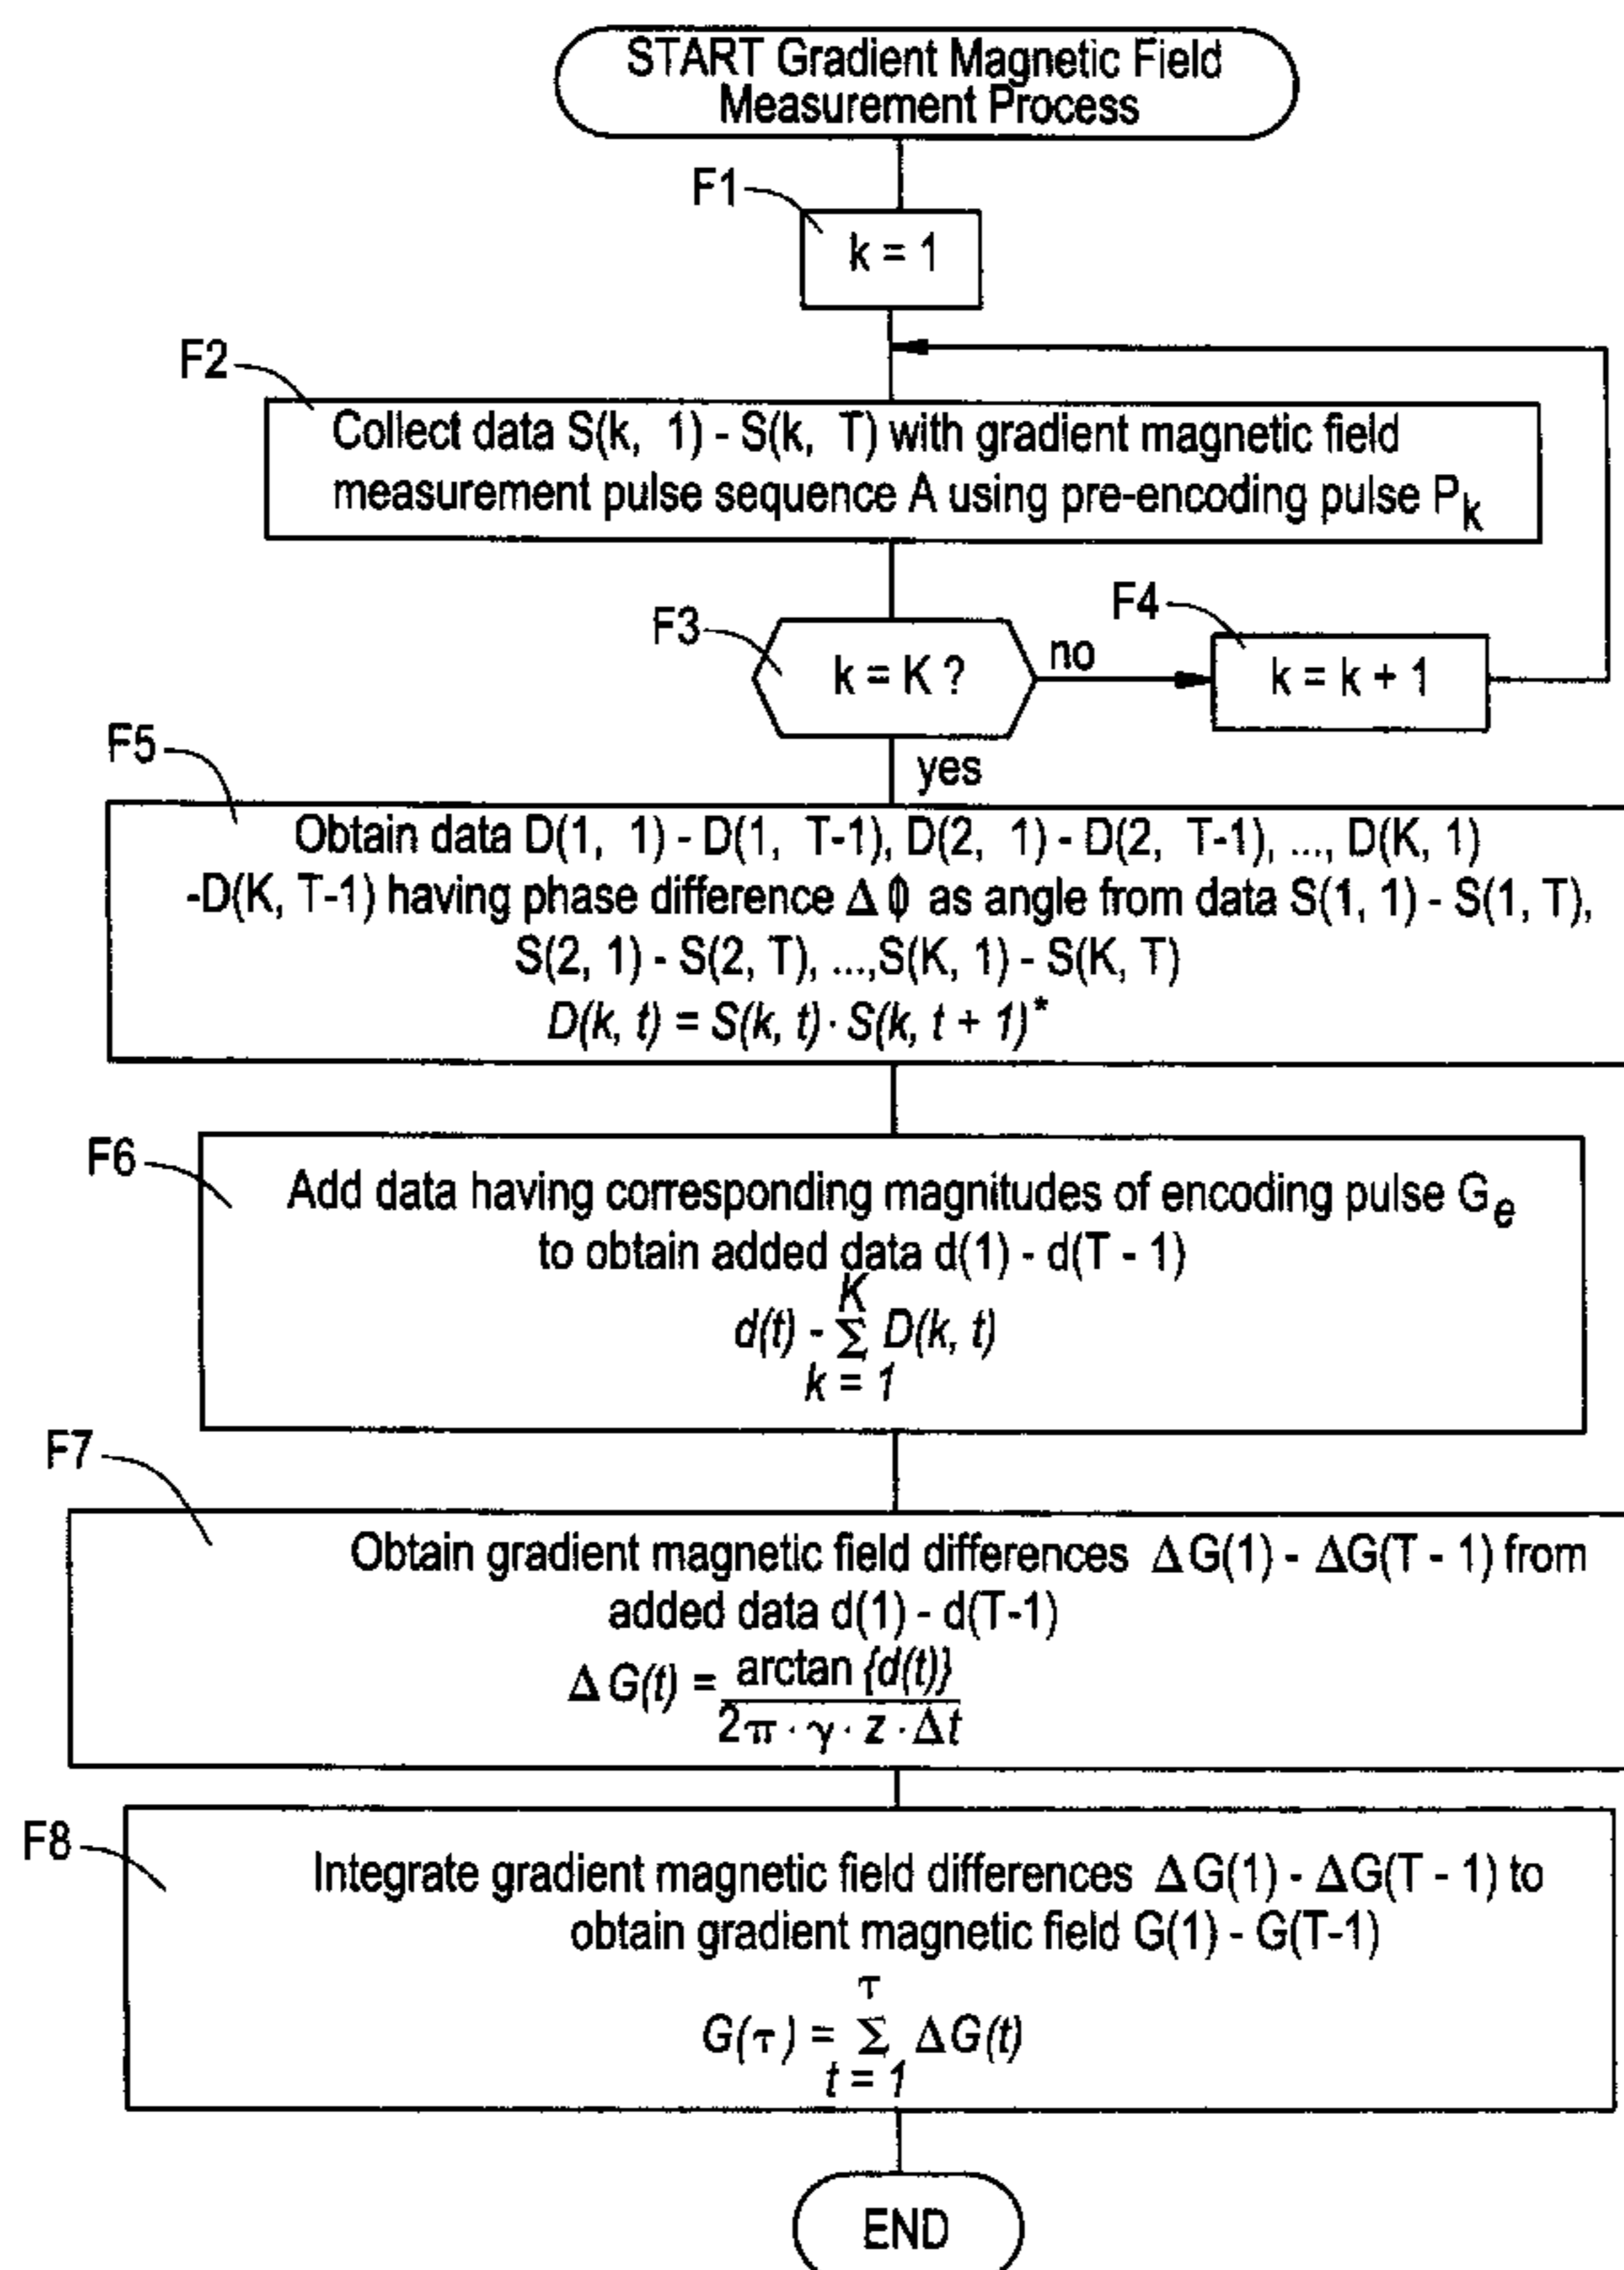 START Gradient Magnetic Field
Measurement Process
F1
k = 1
F2
Collect data S(k, 1) - S(k, T) with gradient magnetic field
measurement pulse sequence A using pre-encoding pulse Pk
F3
k = K ?
no
F4
k = k + 1
yes
F5
Obtain data D(1, 1) - D(1, T-1), D(2, 1) - D(2, T-1), ..., D(K, 1)
-D(K, T-1) having phase difference Δ ϕ as angle from data S(1, 1) - S(1, T),
S(2, 1) - S(2, T), ...,S(K, 1) - S(K, T)
D(k, t) = S(k, t) · S(k, t + 1)*
F6
Add data having corresponding magnitudes of encoding pulse Ge
to obtain added data d(1) - d(T - 1)
K
d(t) - Σ D(k, t)
k = 1
F7
Obtain gradient magnetic field differences ΔG(1) - ΔG(T - 1) from
added data d(1) - d(T-1)
Δ G(t) = arctan {d(t)}
2π · γ · z · Δt
F8
Integrate gradient magnetic field differences ΔG(1) - ΔG(T - 1) to
obtain gradient magnetic field G(1) - G(T-1)
τ
G(τ) = Σ ΔG(t)
t = 1
END